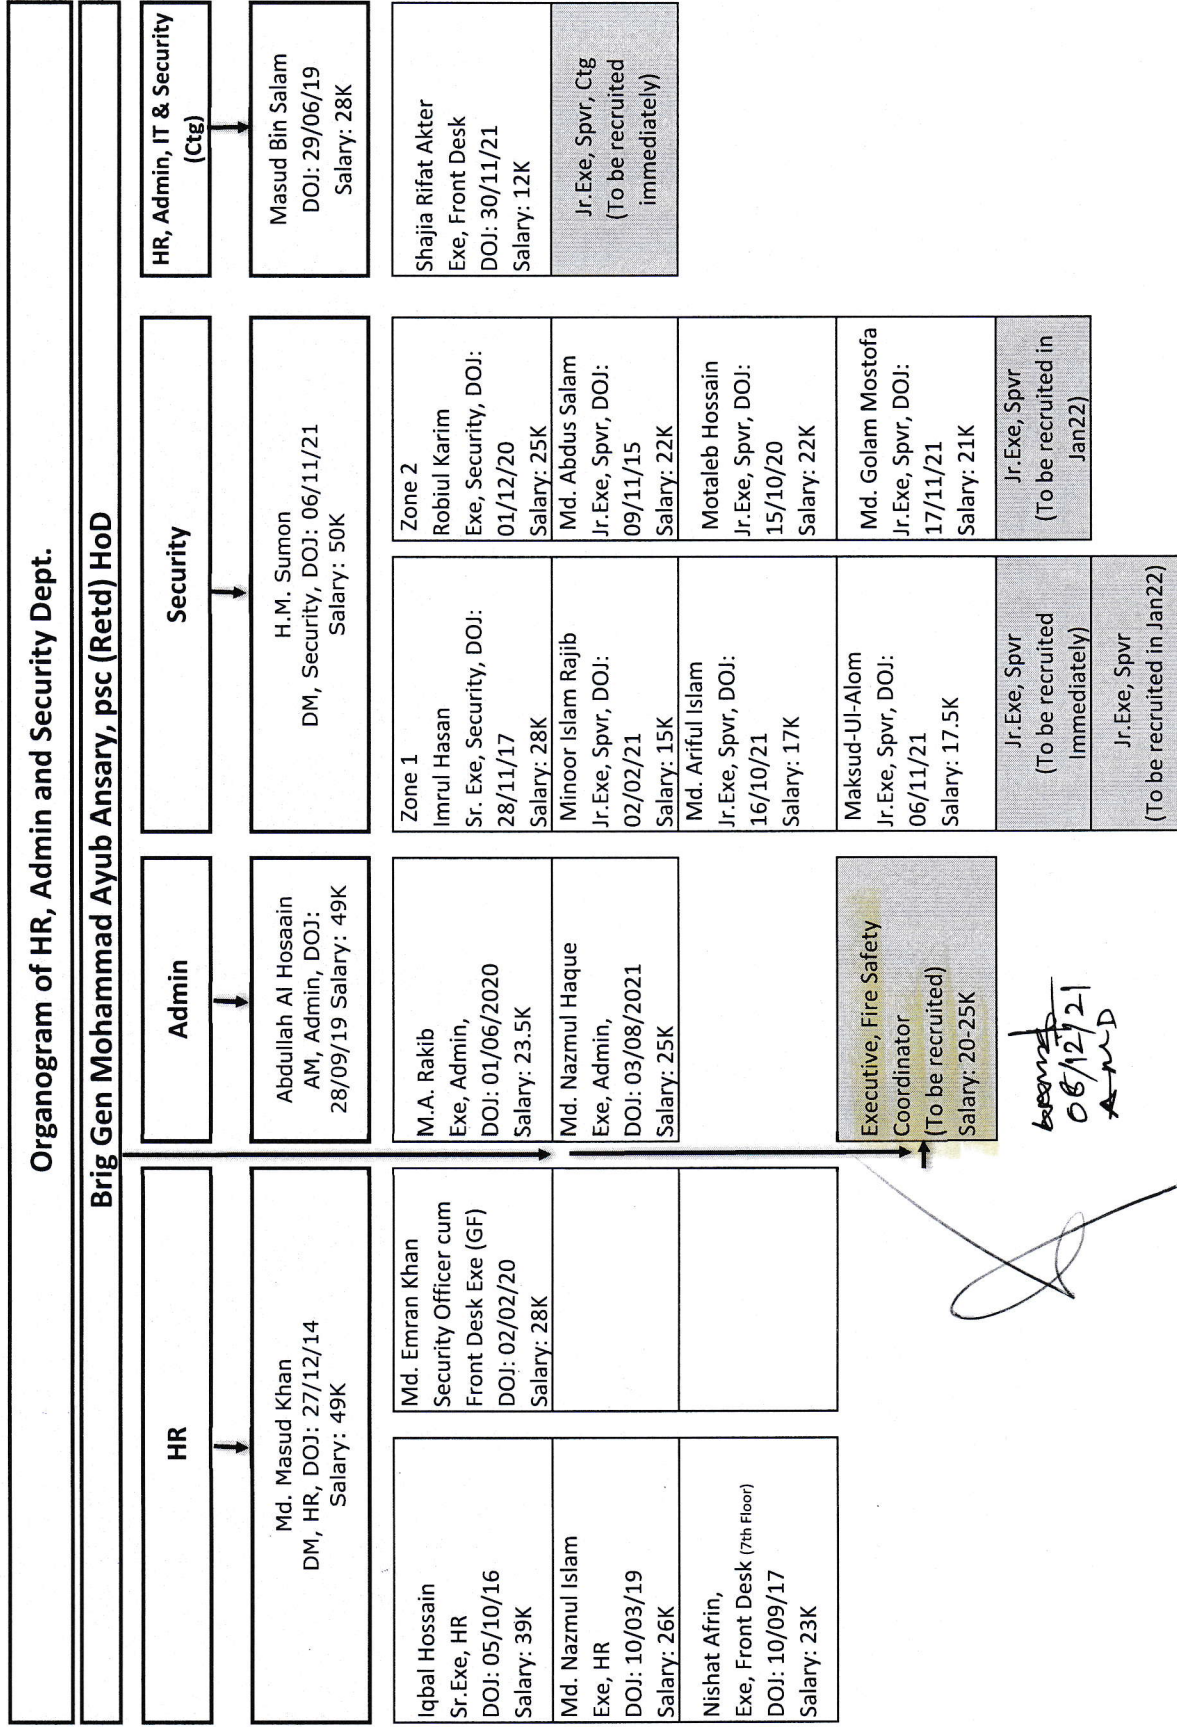 Organogram of HR, Admin and Security Dept.
Brig Gen Mohammad Ayub Ansary, psc (Retd) HoD
HR
Md. Masud Khan
DM, HR, DOJ: 27/12/14
Salary: 49K
Iqbal Hossain
Sr.Exe, HR
DOJ: 05/10/16
Salary: 39K
Md. Nazmul Islam
Exe, HR
DOJ: 10/03/19
Salary: 26K
Nishat Afrin,
Exe, Front Desk (7th Floor)
DOJ: 10/09/17
Salary: 23K
Md. Emran Khan
Security Officer cum
Front Desk Exe (GF)
DOJ: 02/02/20
Salary: 28K
Admin
Abdullah Al Hosaain
AM, Admin, DOJ:
28/09/19 Salary: 49K
M.A. Rakib
Exe, Admin,
DOJ: 01/06/2020
Salary: 23.5K
Md. Nazmul Haque
Exe, Admin,
DOJ: 03/08/2021
Salary: 25K
Executive, Fire Safety
Coordinator
(To be recruited)
Salary: 20-25K
08/12/21
AMD
Security
H.M. Sumon
DM, Security, DOJ: 06/11/21
Salary: 50K
Zone 1
Imrul Hasan
Sr. Exe, Security, DOJ:
28/11/17
Salary: 28K
Minoor Islam Rajib
Jr.Exe, Spvr, DOJ:
02/02/21
Salary: 15K
Md. Ariful Islam
Jr.Exe, Spvr, DOJ:
16/10/21
Salary: 17K
Maksud-Ul-Alom
Jr.Exe, Spvr, DOJ:
06/11/21
Salary: 17.5K
Jr.Exe, Spvr
(To be recruited
Immediately)
Jr.Exe, Spvr
(To be recruited in Jan22)
Zone 2
Robiul Karim
Exe, Security, DOJ:
01/12/20
Salary: 25K
Md. Abdus Salam
Jr.Exe, Spvr, DOJ:
09/11/15
Salary: 22K
Motaleb Hossain
Jr.Exe, Spvr, DOJ:
15/10/20
Salary: 22K
Md. Golam Mostofa
Jr.Exe, Spvr, DOJ:
17/11/21
Salary: 21K
Jr.Exe, Spvr
(To be recruited in
Jan22)
HR, Admin, IT & Security
(Ctg)
Masud Bin Salam
DOJ: 29/06/19
Salary: 28K
Shajia Rifat Akter
Exe, Front Desk
DOJ: 30/11/21
Salary: 12K
Jr.Exe, Spvr, Ctg
(To be recruited
immediately)